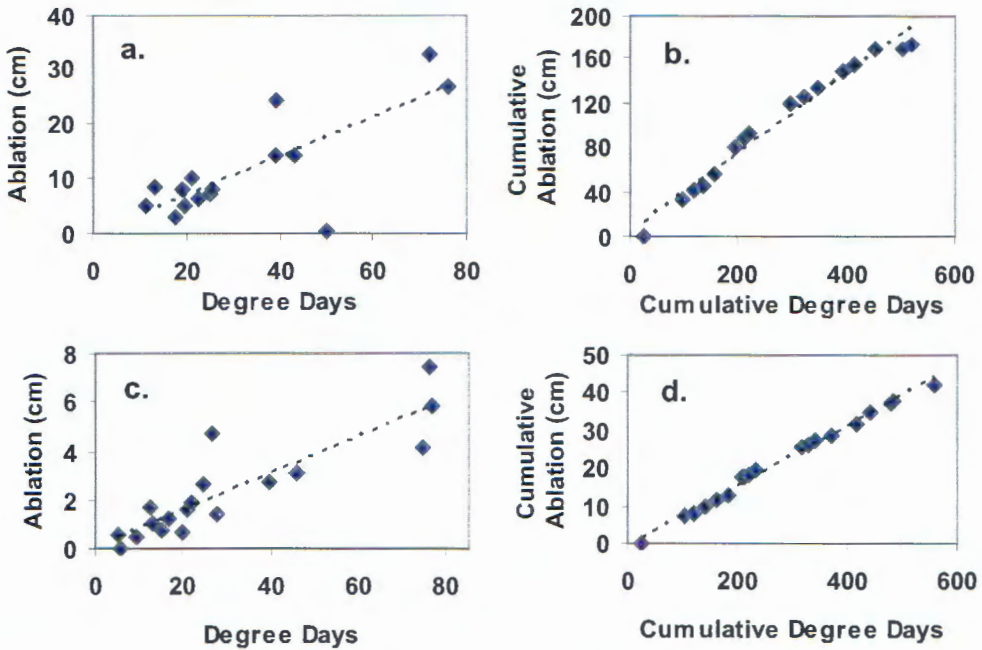 a.
Ablation (cm)
40
30
20
10
0
0 20 40 60 80
Degree Days
b.
Cumulative
Ablation (cm)
200
160
120
80
40
0
0 200 400 600
Cumulative Degree Days
c.
Ablation (cm)
8
6
4
2
0
0 20 40 60 80
Degree Days
d.
Cumulative
Ablation (cm)
50
40
30
20
10
0
0 200 400 600
Cumulative Degree Days